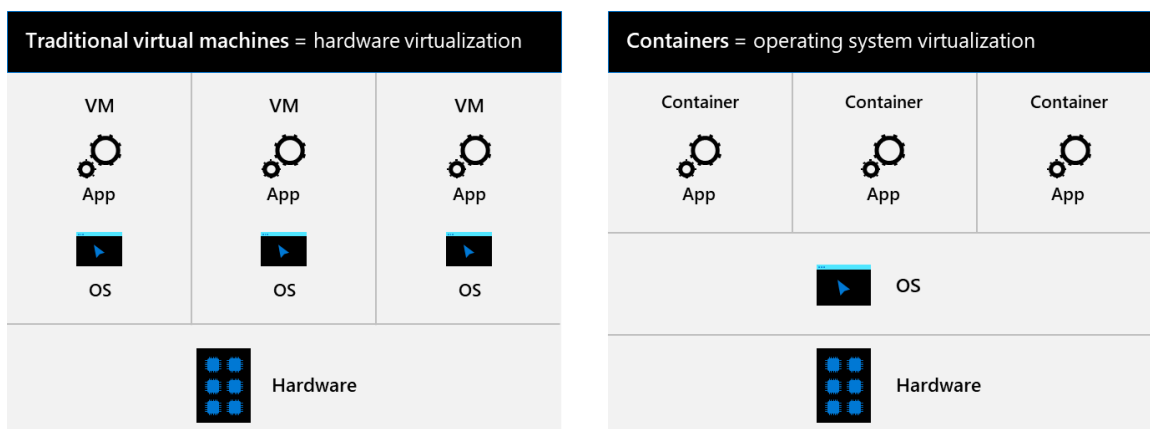 Traditional virtual machines = hardware virtualization
VM VM VM
App App App
OS OS OS
Hardware
Containers = operating system virtualization
Container Container Container
App App App
OS
Hardware